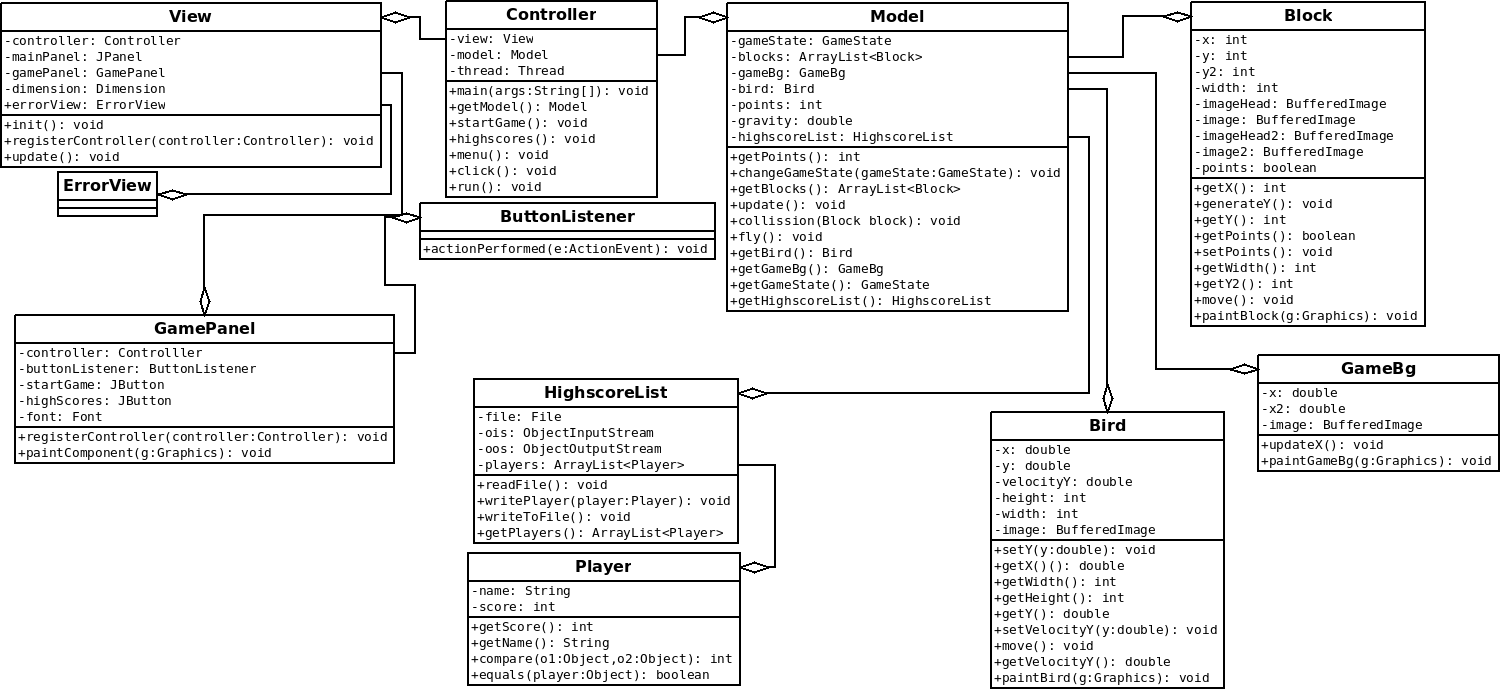 View
-controller: Controller
-mainPanel: JPanel
-gamePanel: GamePanel
-dimension: Dimension
+errorView: ErrorView
+init(): void
+registerController(controller:Controller): void
+update(): void
ErrorView
Controller
-view: View
-model: Model
-thread: Thread
+main(args:String[]): void
+getModel(): Model
+startGame(): void
+highscores(): void
+menu(): void
+click(): void
+run(): void
ButtonListener
+actionPerformed(e:ActionEvent): void
Model
-gameState: GameState
-blocks: ArrayList<Block>
-gameBg: GameBg
-bird: Bird
-points: int
-gravity: double
-highscoreList: HighscoreList
+getPoints(): int
+changeGameState(gameState:GameState): void
+getBlocks(): ArrayList<Block>
+update(): void
+collission(Block block): void
+fly(): void
+getBird(): Bird
+getGameBg(): GameBg
+getGameState(): GameState
+getHighscoreList(): HighscoreList
Block
-x: int
-y: int
-y2: int
-width: int
-imageHead: BufferedImage
-image: BufferedImage
-imageHead2: BufferedImage
-image2: BufferedImage
-points: boolean
+getX(): int
+generateY(): void
+getY(): int
+getPoints(): boolean
+setPoints(): void
+getWidth(): int
+getY2(): int
+move(): void
+paintBlock(g:Graphics): void
GamePanel
-controller: Controlller
-buttonListener: ButtonListener
-startGame: JButton
-highScores: JButton
-font: Font
+registerController(controller:Controller): void
+paintComponent(g:Graphics): void
HighscoreList
-file: File
-ois: ObjectInputStream
-oos: ObjectOutputStream
-players: ArrayList<Player>
+readFile(): void
+writePlayer(player:Player): void
+writeToFile(): void
+getPlayers(): ArrayList<Player>
Player
-name: String
-score: int
+getScore(): int
+getName(): String
+compare(o1:Object,o2:Object): int
+equals(player:Object): boolean
Bird
-x: double
-y: double
-velocityY: double
-height: int
-width: int
-image: BufferedImage
+setY(y:double): void
+getX()(): double
+getWidth(): int
+getHeight(): int
+getY(): double
+setVelocityY(y:double): void
+move(): void
+getVelocityY(): double
+paintBird(g:Graphics): void
GameBg
-x: double
-x2: double
-image: BufferedImage
+updateX(): void
+paintGameBg(g:Graphics): void